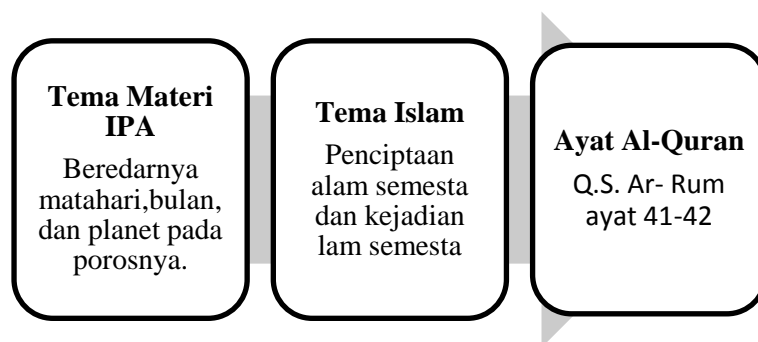 Tema Materi
IPA
Beredarnya
matahari,bulan,
dan planet pada
porosnya.
Tema Islam
Penciptaan
alam semesta
dan kejadian
lam semesta
Ayat Al-Quran
Q.S. Ar- Rum
ayat 41-42